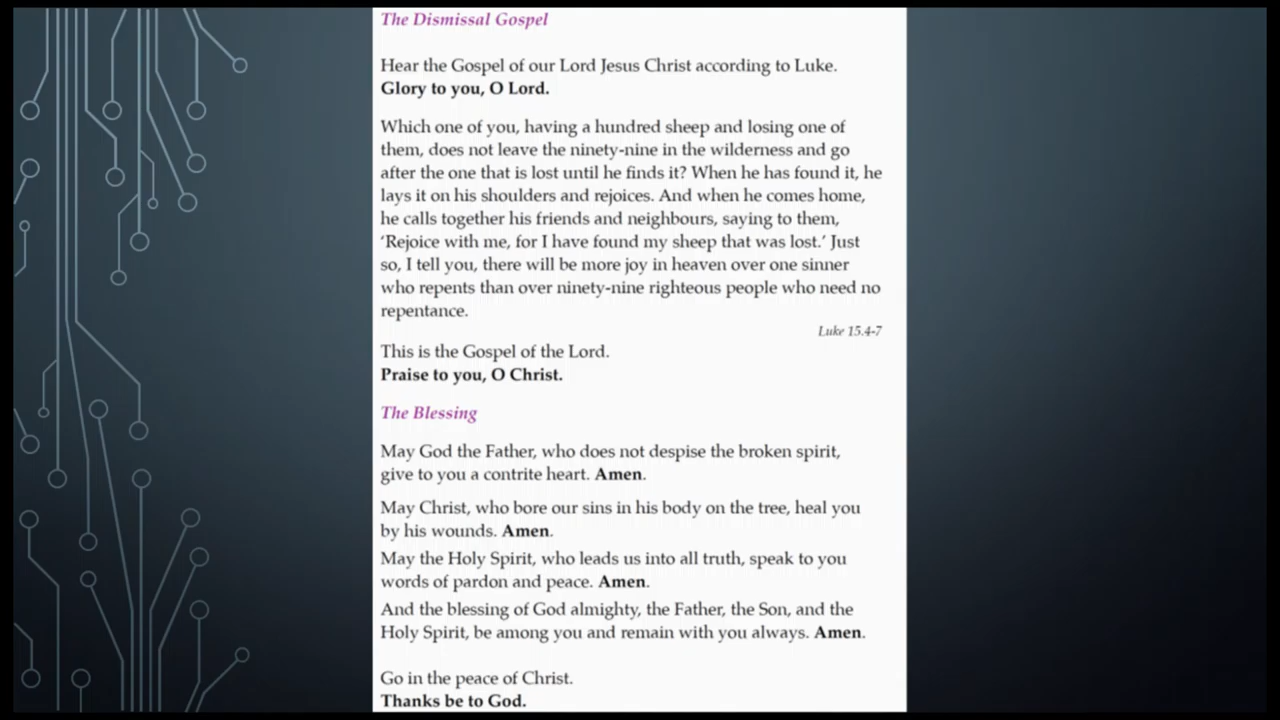 The Dismissal Gospel
Hear the Gospel of our Lord Jesus Christ according to Luke.
Glory to you, O Lord.
Which one of you, having a hundred sheep and losing one of
them, does not leave the ninety-nine in the wilderness and go
after the one that is lost until he finds it? When he has found it, he
lays it on his shoulders and rejoices. And when he comes home,
he calls together his friends and neighbours, saying to them,
‘Rejoice with me, for I have found my sheep that was lost.’ Just
so, I tell you, there will be more joy in heaven over one sinner
who repents than over ninety-nine righteous people who need no
repentance.
Luke 15.4-7
This is the Gospel of the Lord.
Praise to you, O Christ.
The Blessing
May God the Father, who does not despise the broken spirit,
give to you a contrite heart. Amen.
May Christ, who bore our sins in his body on the tree, heal you
by his wounds. Amen.
May the Holy Spirit, who leads us into all truth, speak to you
words of pardon and peace. Amen.
And the blessing of God almighty, the Father, the Son, and the
Holy Spirit, be among you and remain with you always. Amen.
Go in the peace of Christ.
Thanks be to God.